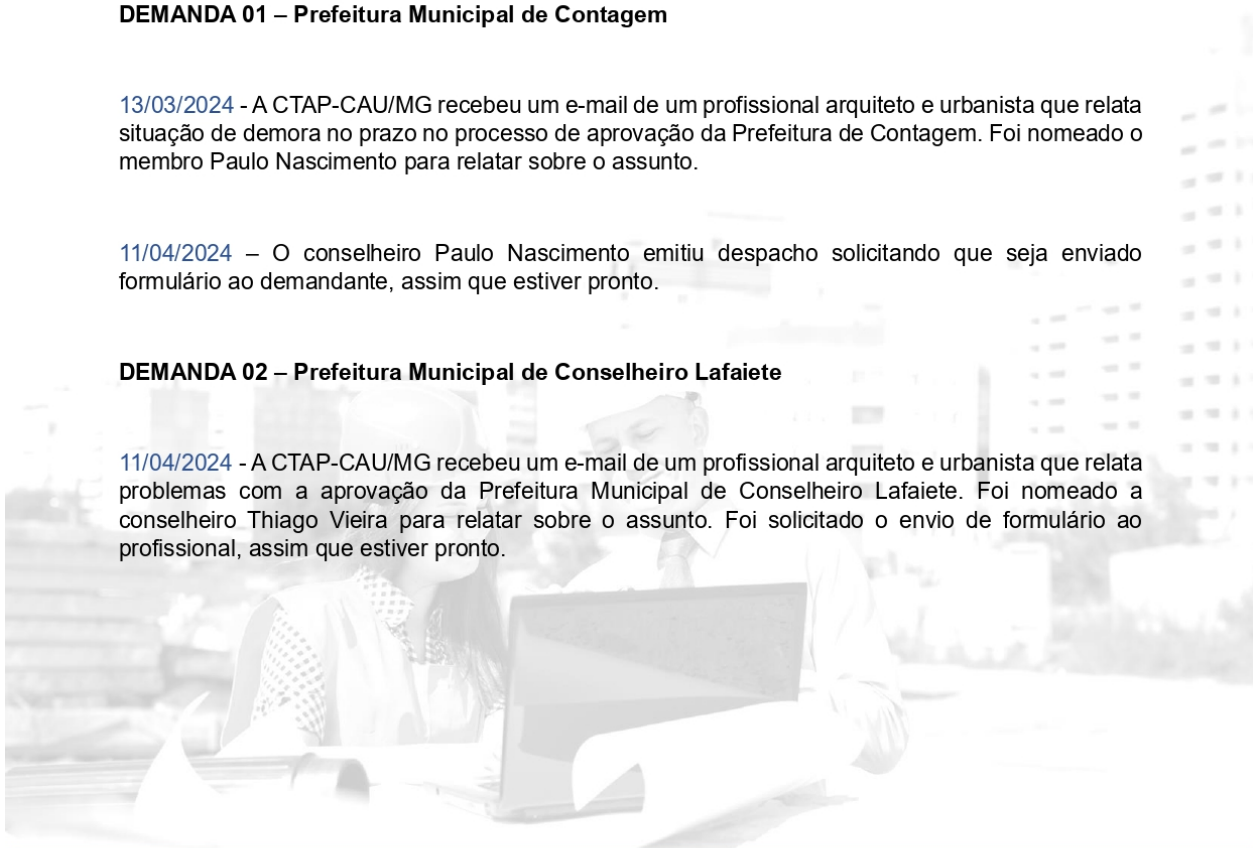 DEMANDA 01 – Prefeitura Municipal de Contagem
13/03/2024 - A CTAP-CAU/MG recebeu um e-mail de um profissional arquiteto e urbanista que relata
situação de demora no prazo no processo de aprovação da Prefeitura de Contagem. Foi nomeado o
membro Paulo Nascimento para relatar sobre o assunto.
11/04/2024 – O conselheiro Paulo Nascimento emitiu despacho solicitando que seja enviado
formulário ao demandante, assim que estiver pronto.
DEMANDA 02 – Prefeitura Municipal de Conselheiro Lafaiete
11/04/2024 - A CTAP-CAU/MG recebeu um e-mail de um profissional arquiteto e urbanista que relata
problemas com a aprovação da Prefeitura Municipal de Conselheiro Lafaiete. Foi nomeado a
conselheiro Thiago Vieira para relatar sobre o assunto. Foi solicitado o envio de formulário ao
profissional, assim que estiver pronto.